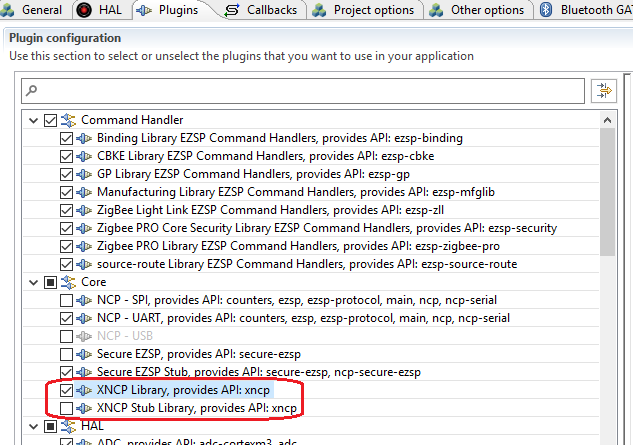 General HAL Plugins Callbacks Project options Other options Bluetooth GA
Plugin configuration
Use this section to select or unselect the plugins that you want to use in your application
Command Handler
Binding Library EZSP Command Handlers, provides API: ezsp-binding
CBKE Library EZSP Command Handlers, provides API: ezsp-cbke
GP Library EZSP Command Handlers, provides API: ezsp-gp
Manufacturing Library EZSP Command Handlers, provides API: ezsp-mfglib
ZigBee Light Link EZSP Command Handlers, provides API: ezsp-zll
Zigbee PRO Core Security Library EZSP Command Handlers, provides API: ezsp-security
Zigbee PRO Library EZSP Command Handlers, provides API: ezsp-zigbee-pro
source-route Library EZSP Command Handlers, provides API: ezsp-source-route
Core
NCP - SPI, provides API: counters, ezsp, ezsp-protocol, main, ncp, ncp-serial
NCP - UART, provides API: counters, ezsp, ezsp-protocol, main, ncp, ncp-serial
NCP - USB
Secure EZSP, provides API: secure-ezsp
Secure EZSP Stub, provides API: secure-ezsp, ncp-secure-ezsp
XNCP Library, provides API: xncp
XNCP Stub Library, provides API: xncp
HAL
ADC, provides API: adc-cortexm3, adc